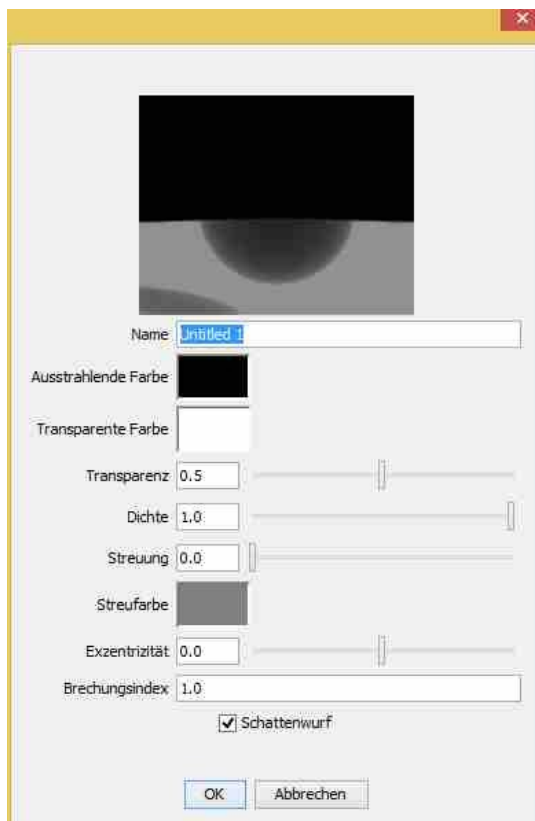 Name Untitled 1
Ausstrahlende Farbe
Transparente Farbe
Transparenz 0.5
Dichte 1.0
Streuung 0.0
Streufarbe
Exzentrizität 0.0
Brechungsindex 1.0
Schattenwurf
OK Abbrechen